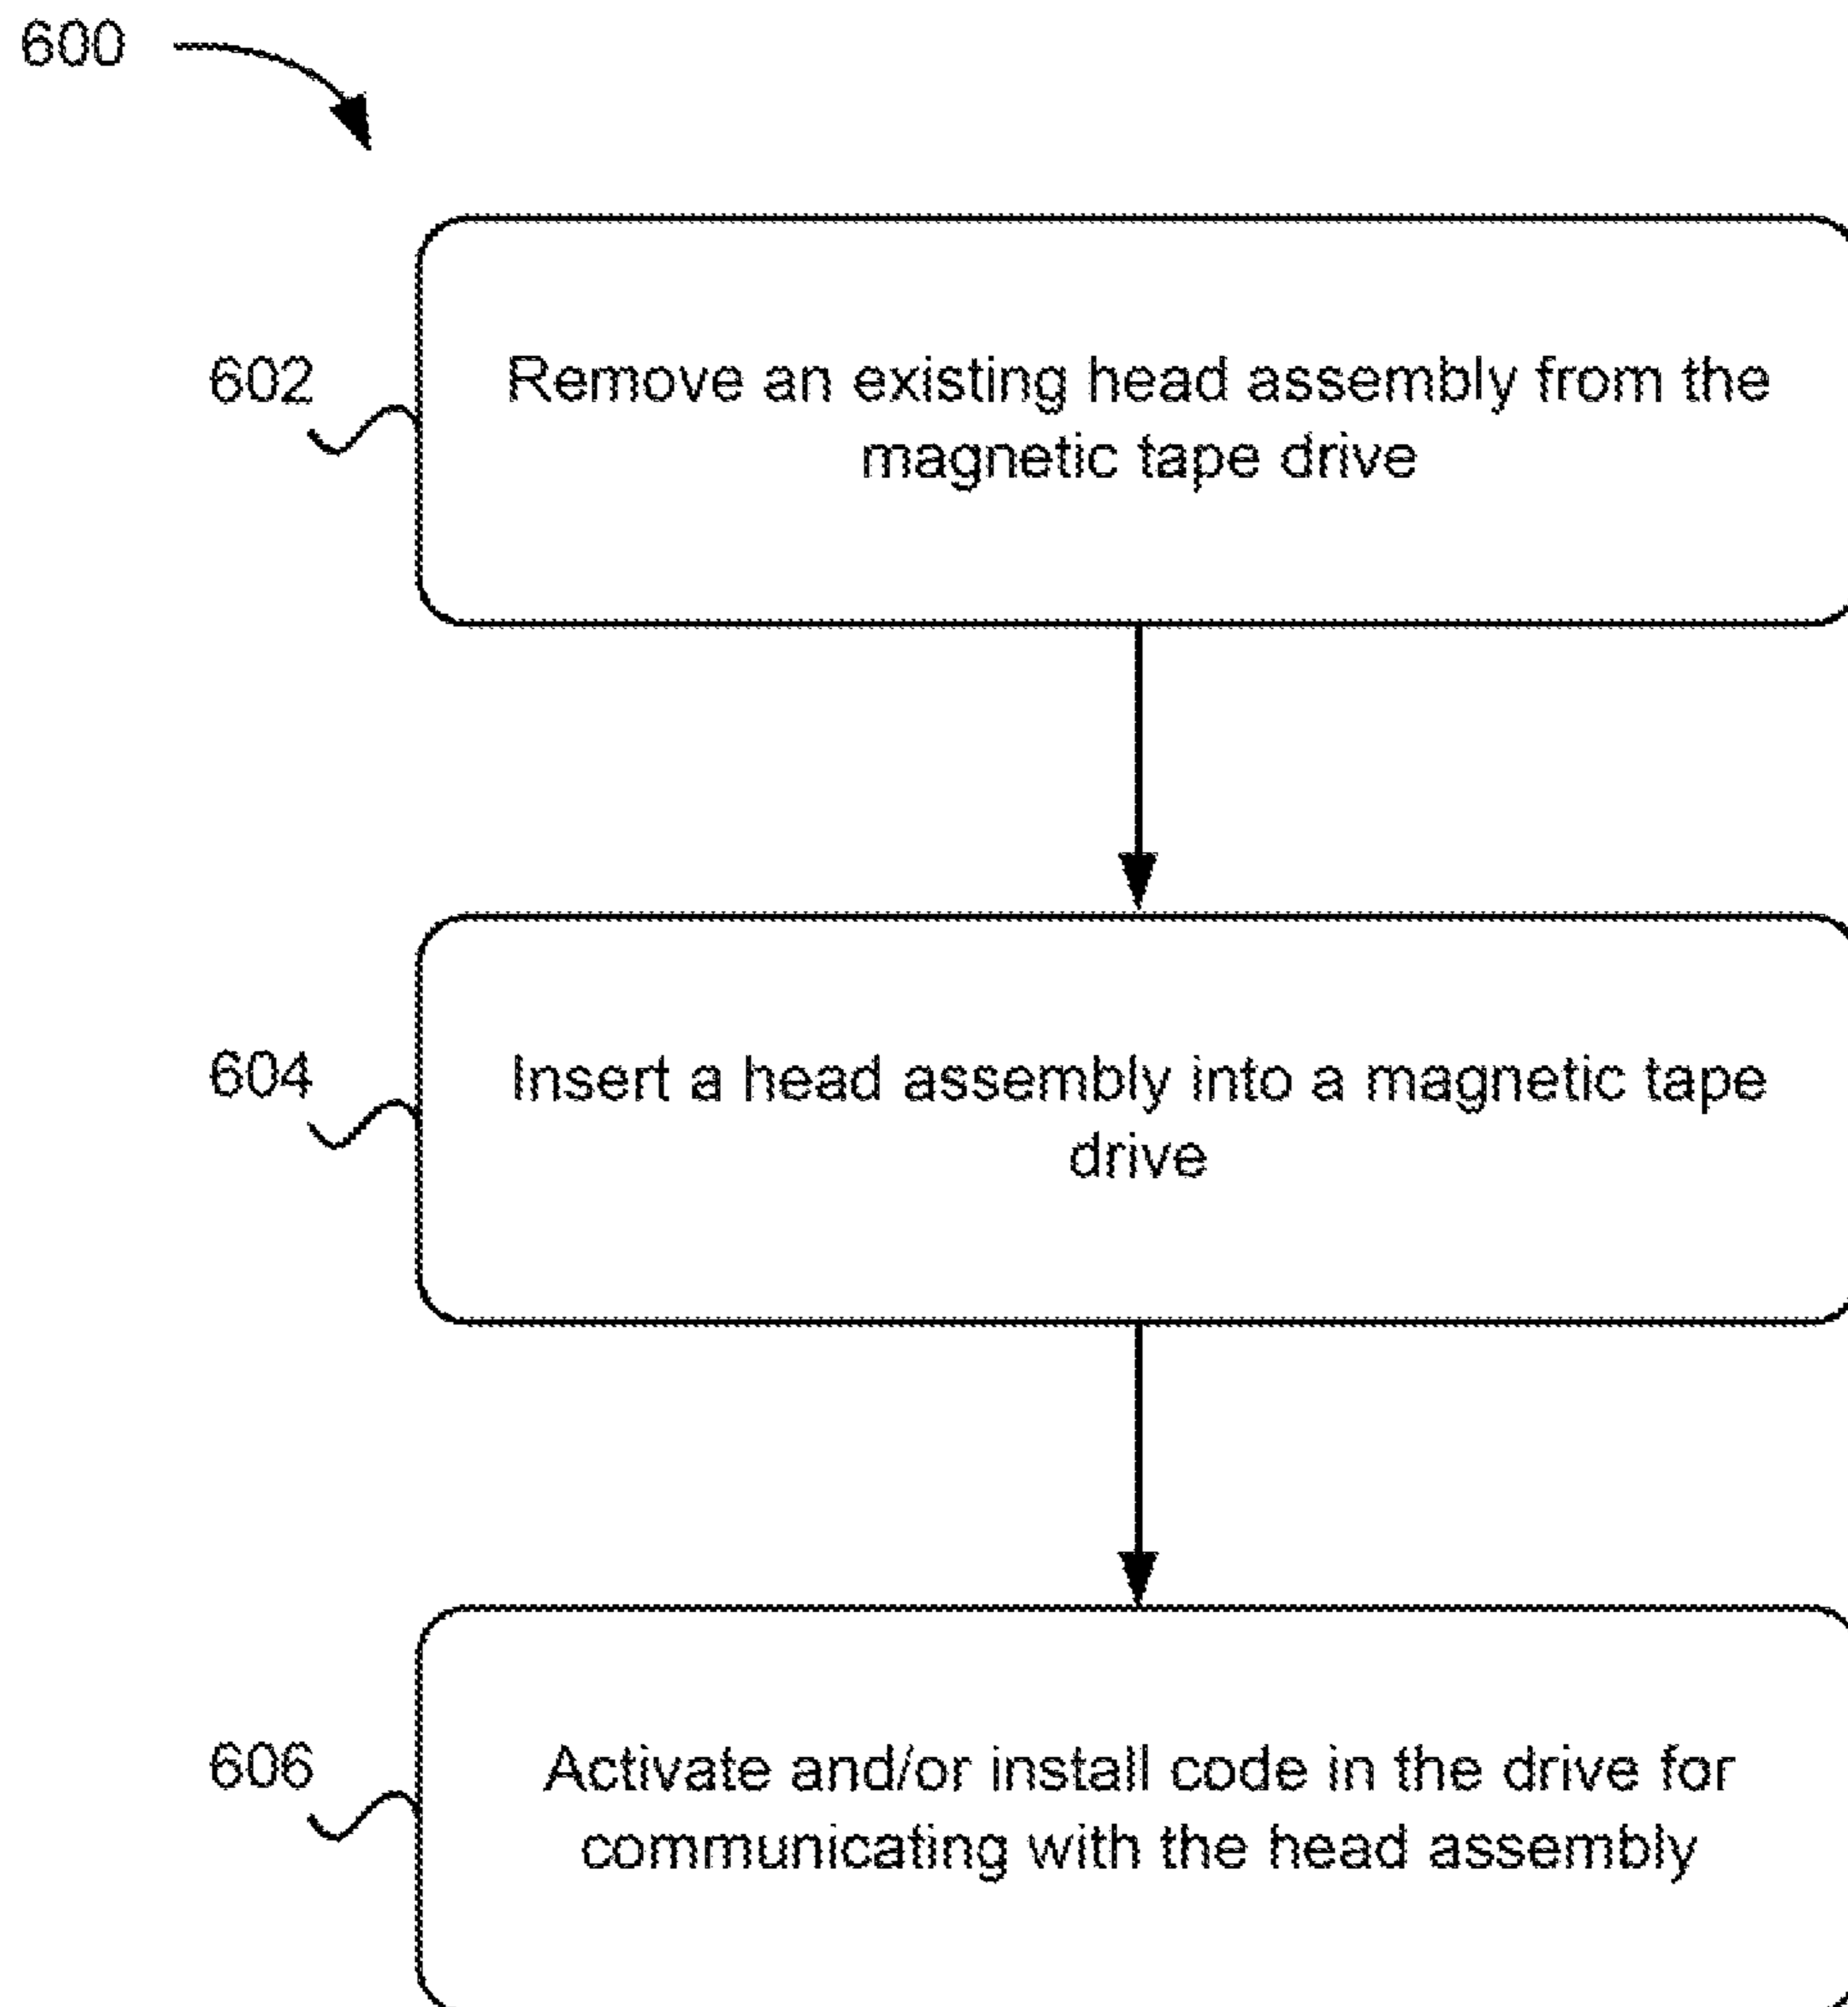 600
602
Remove an existing head assembly from the
magnetic tape drive
604
Insert a head assembly into a magnetic tape
drive
606
Activate and/or install code in the drive for
communicating with the head assembly